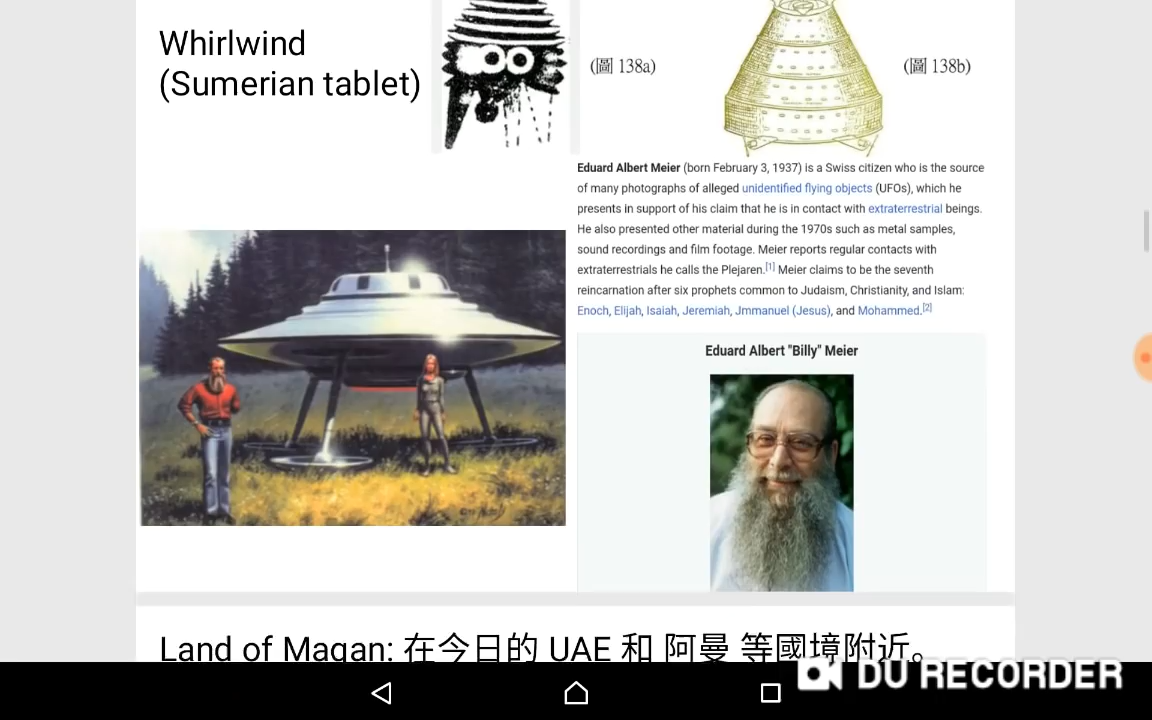 Whirlwind
(Sumerian tablet)
(圖 138a)
(圖 138b)
Eduard Albert Meier (born February 3, 1937) is a Swiss citizen who is the source
of many photographs of alleged unidentified flying objects (UFOs), which he
presents in support of his claim that he is in contact with extraterrestrial beings.
He also presented other material during the 1970s such as metal samples,
sound recordings and film footage. Meier reports regular contacts with
extraterrestrials he calls the Plejaren.[1] Meier claims to be the seventh
reincarnation after six prophets common to Judaism, Christianity, and Islam:
Enoch, Elijah, Isaiah, Jeremiah, Jmmanuel (Jesus), and Mohammed.[2]
Eduard Albert "Billy" Meier
Land of Magan: 在今日的 UAE 和 阿曼 等國境附近。
DU RECORDER